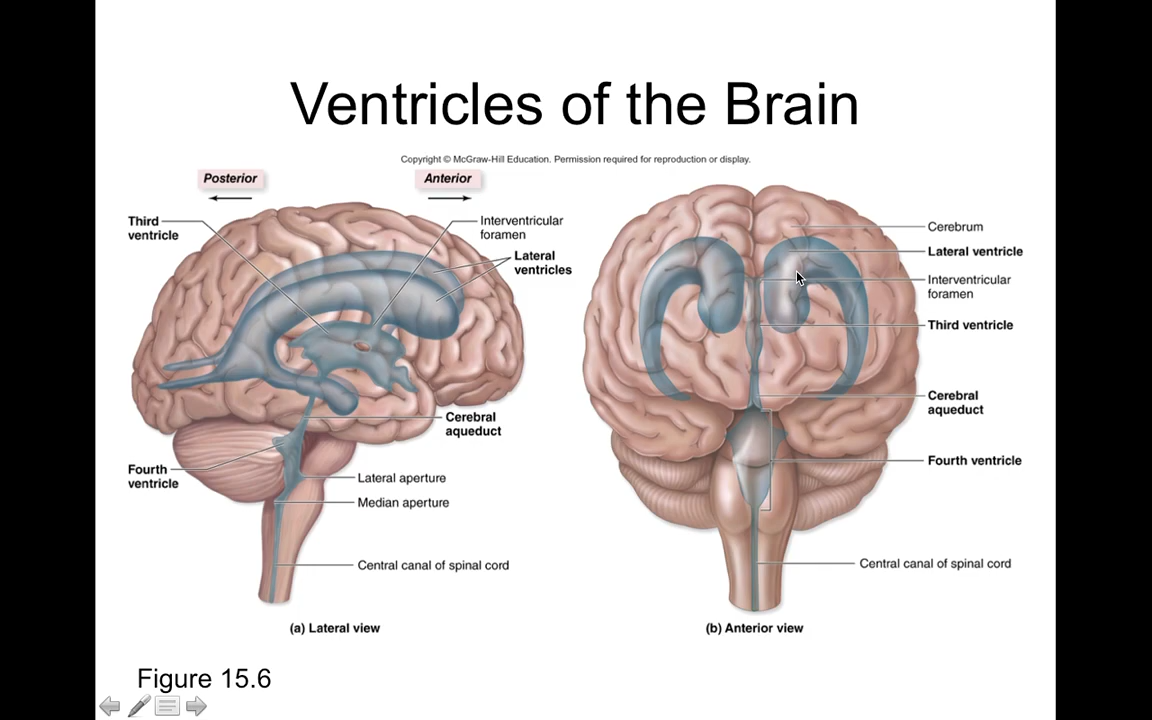 Ventricles of the Brain
Copyright © McGraw-Hill Education. Permission required for reproduction or display.
Posterior
Anterior
Third
ventricle
Interventricular
foramen
Lateral
ventricles
Cerebral
aqueduct
Fourth
ventricle
Lateral aperture
Median aperture
Central canal of spinal cord
(a) Lateral view
Cerebrum
Lateral ventricle
Interventricular
foramen
Third ventricle
Cerebral
aqueduct
Fourth ventricle
Central canal of spinal cord
(b) Anterior view
Figure 15.6